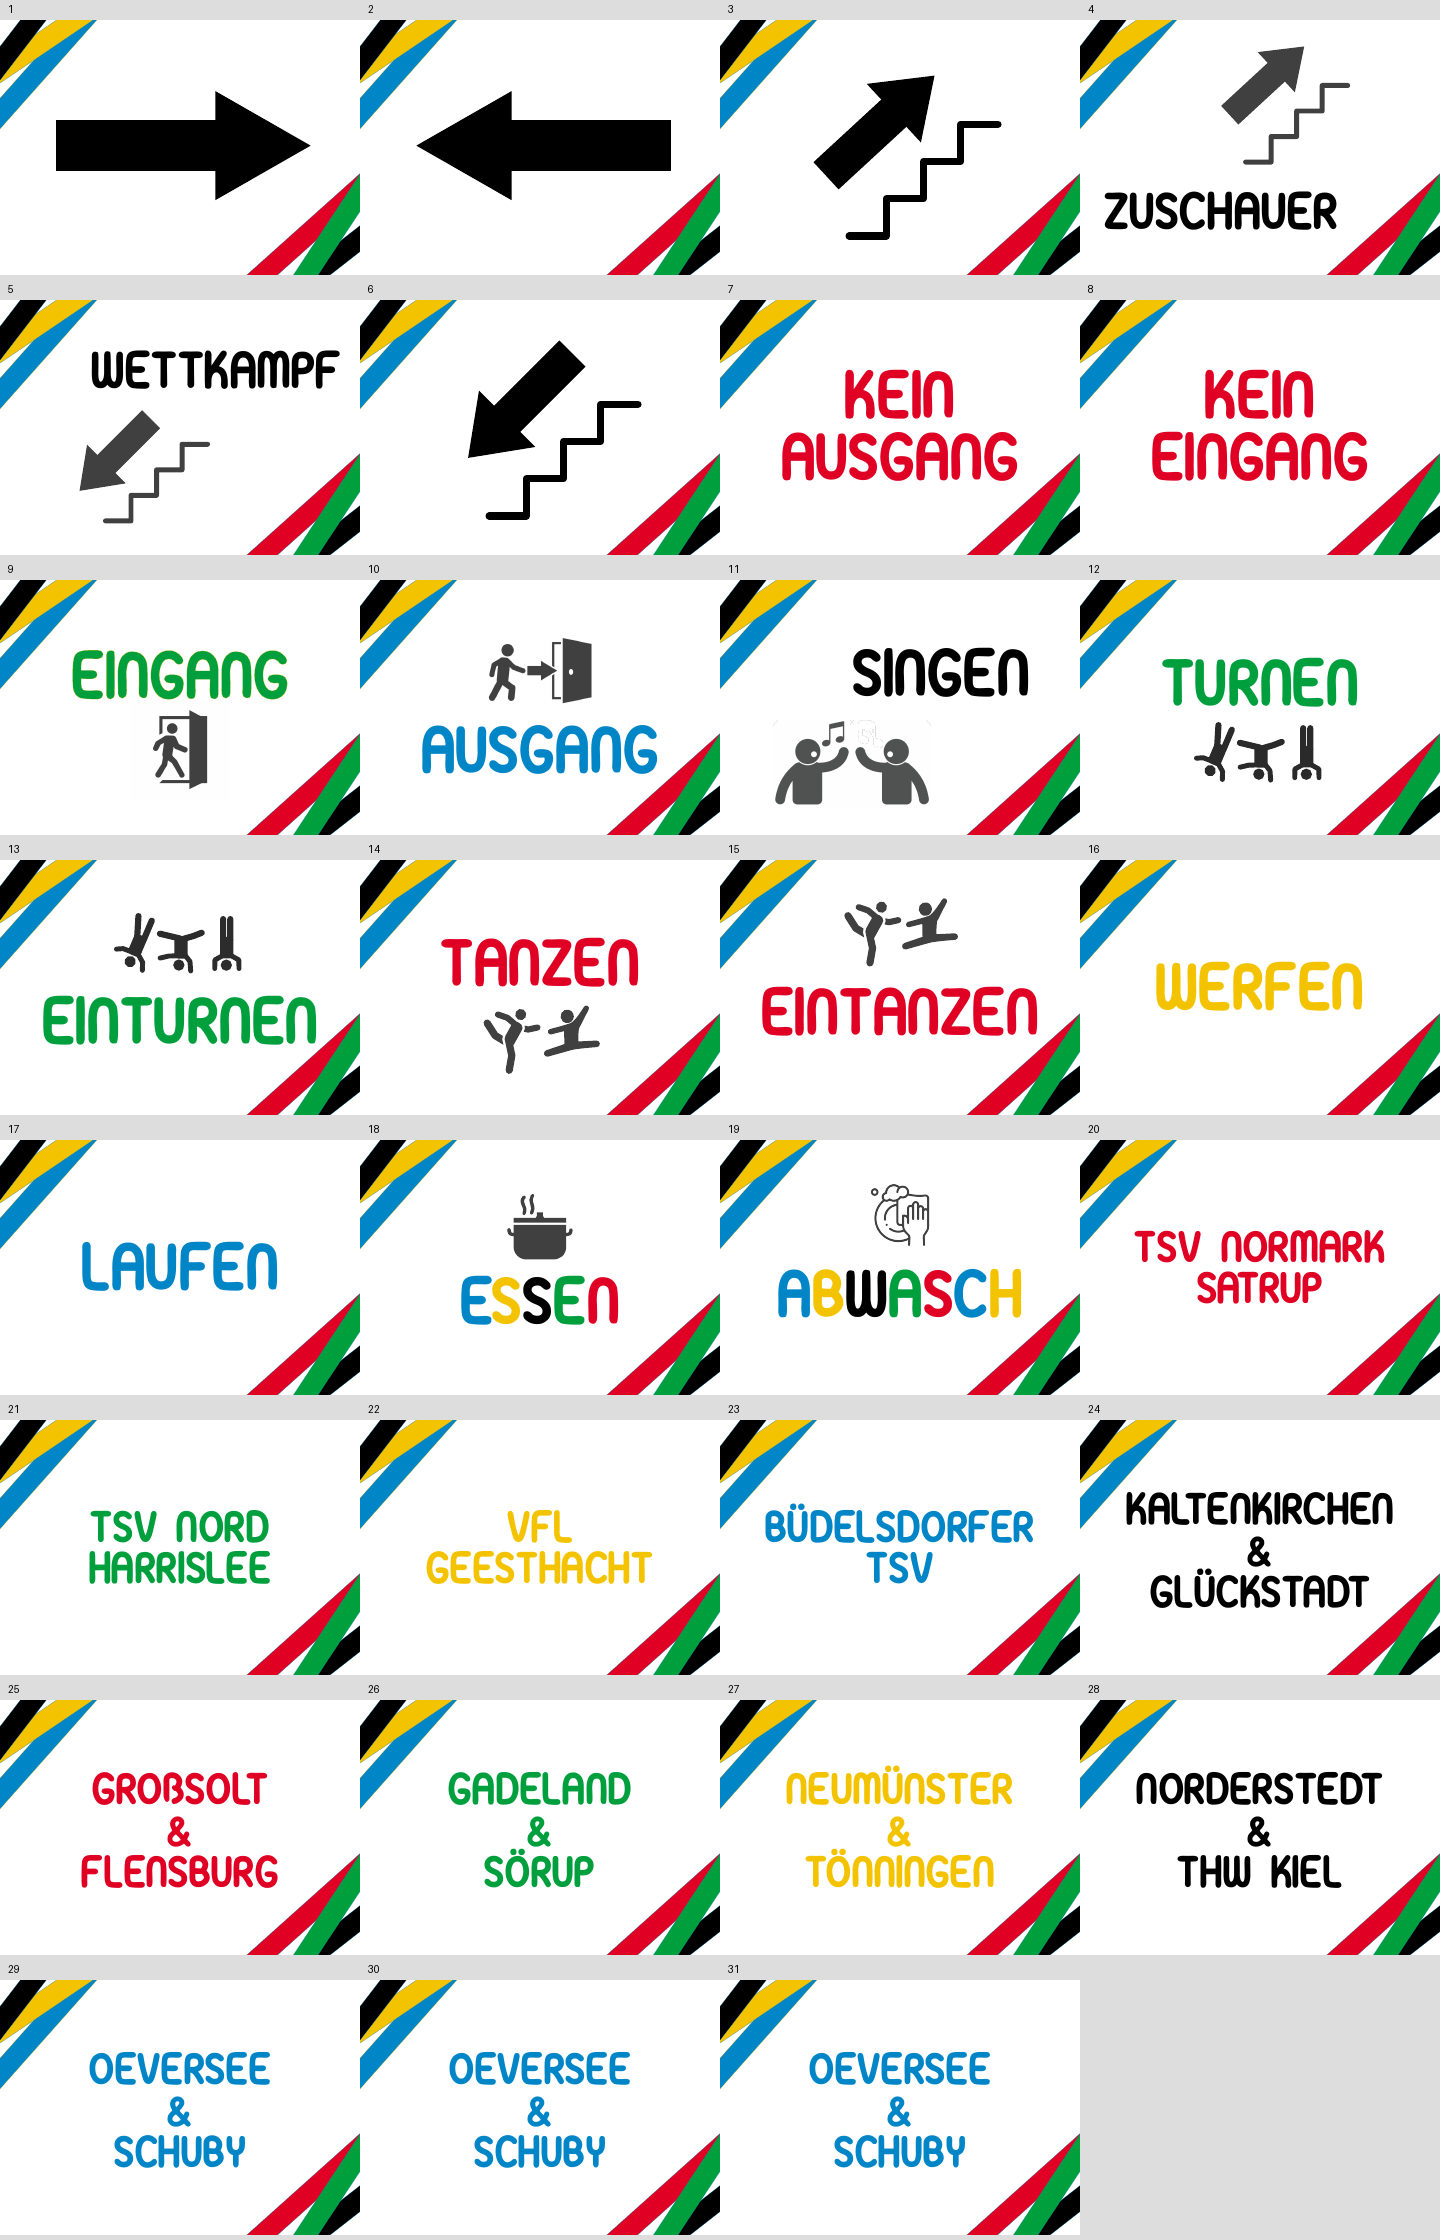 1
2
3
4
ZUSCHAUER
5
WETTKAMPF
6
7
KEIN
AUSGANG
8
KEIN
EINGANG
9
EINGANG
10
AUSGANG
11
SINGEN
12
TURNEN
13
EINTURNEN
14
TANZEN
15
EINTANZEN
16
WERFEN
17
LAUFEN
18
ESSEN
19
ABWASCH
20
TSV NORMARK
SATRUP
21
TSV NORD
HARRISLEE
22
VFL
GEESTHACHT
23
BÜDELSDORFER
TSV
24
KALTENKIRCHEN
&
GLÜCKSTADT
25
GROßSOLT
&
FLENSBURG
26
GADELAND
&
SÖRUP
27
NEUMÜNSTER
&
TÖNNINGEN
28
NORDERSTEDT
&
THW KIEL
29
OEVERSEE
&
SCHUBY
30
OEVERSEE
&
SCHUBY
31
OEVERSEE
&
SCHUBY